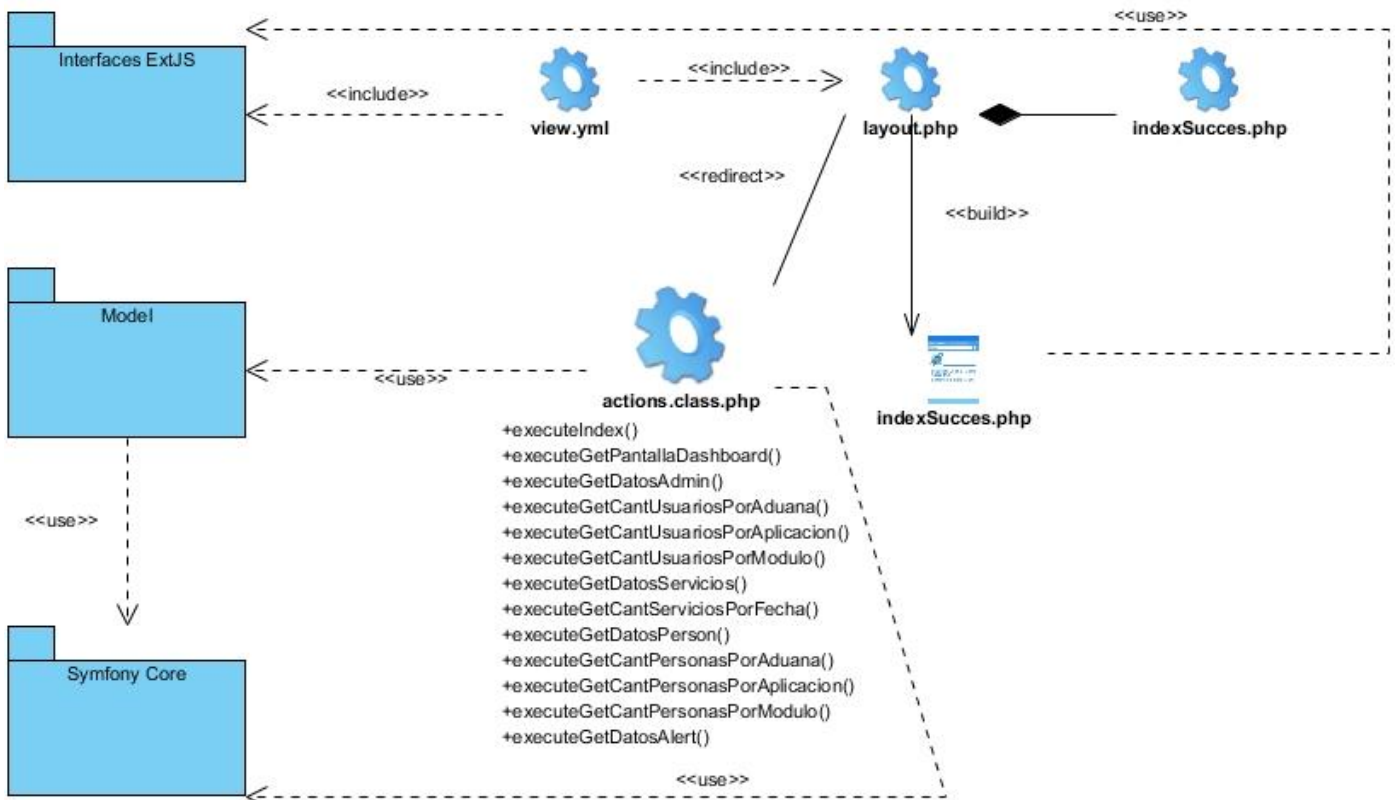 <<use>>
Interfaces ExtJS
<<include>>
<<include>>
view.yml
layout.php
indexSucces.php
<<redirect>>
<<build>>
Model
<<use>>
actions.class.php
indexSucces.php
+executeIndex()
+executeGetPantallaDashboard()
+executeGetDatosAdmin()
+executeGetCantUsuariosPorAduana()
+executeGetCantUsuariosPorAplicacion()
+executeGetCantUsuariosPorModulo()
+executeGetDatosServicios()
+executeGetCantServiciosPorFecha()
+executeGetDatosPerson()
+executeGetCantPersonasPorAduana()
+executeGetCantPersonasPorAplicacion()
+executeGetCantPersonasPorModulo()
+executeGetDatosAlert()
<<use>>
Symfony Core
<<use>>